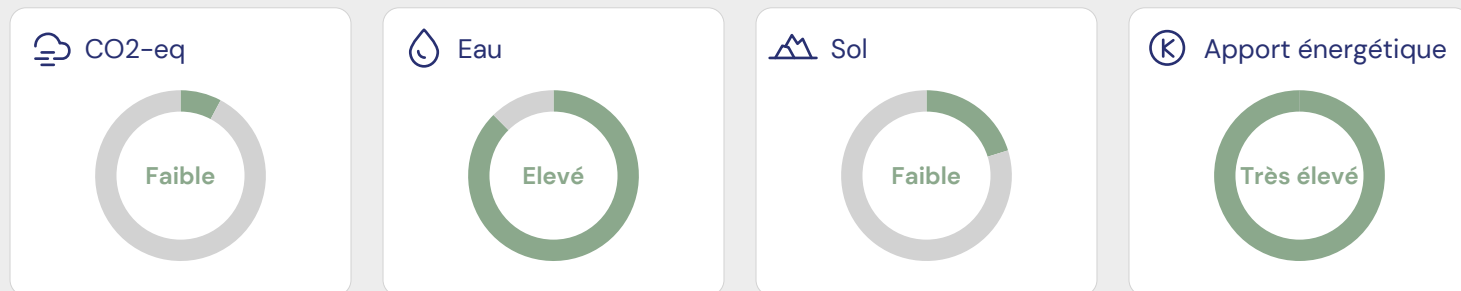 CO2-eq
Faible
Eau
Elevé
Sol
Faible
Apport énergétique
Très élevé